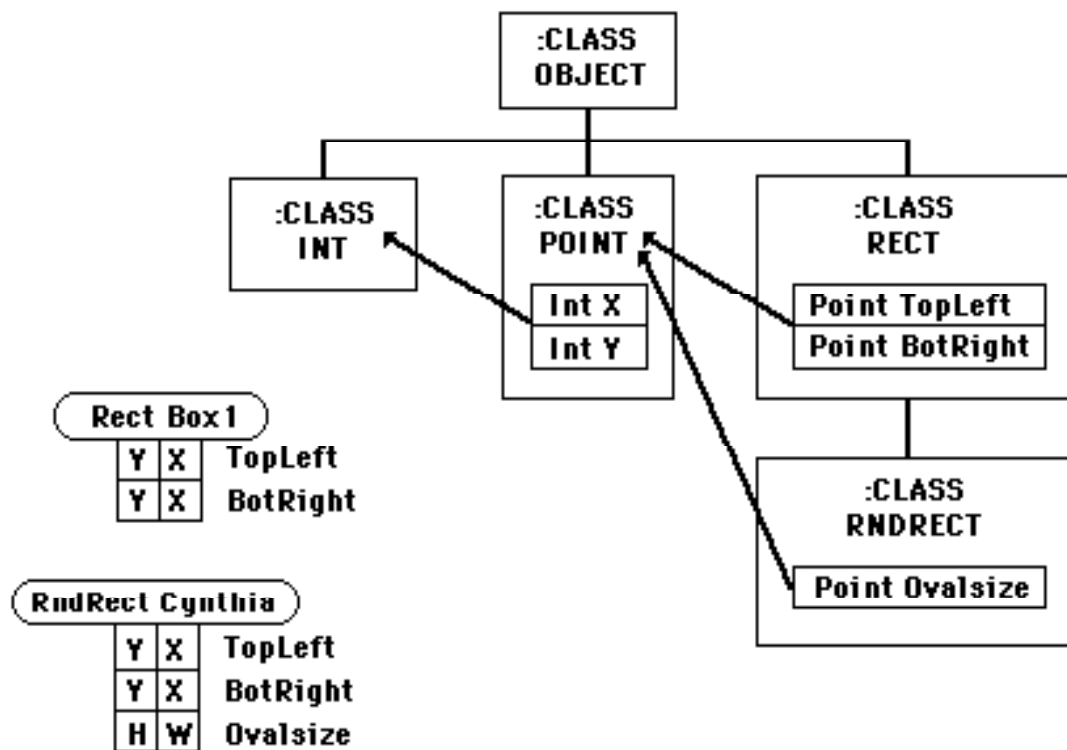 :CLASS
OBJECT
:CLASS
INT
:CLASS
POINT
Int X
Int Y
:CLASS
RECT
Point TopLeft
Point BotRight
Rect Box1
Y X TopLeft
Y X BotRight
:CLASS
RNDRECT
Point Ovalsize
RndRect Cynthia
Y X TopLeft
Y X BotRight
H W Ovalsize